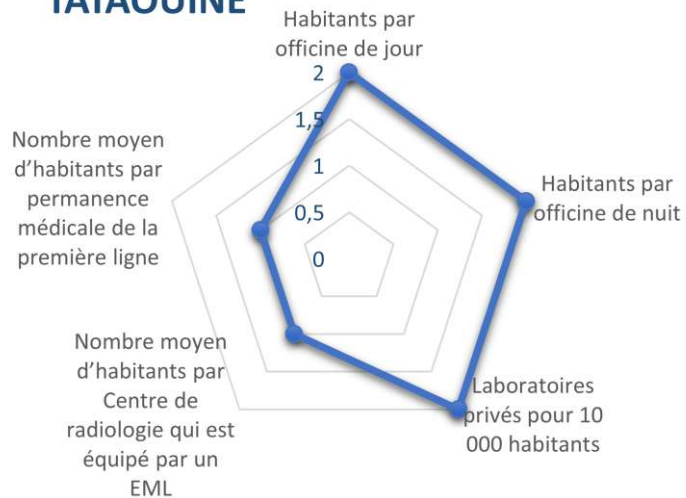 TATAOUINE
Habitants par
officine de jour
2
1,5
1
0,5
0
Habitants par
officine de nuit
Laboratoires
privés pour 10
000 habitants
Nombre moyen
d’habitants par
Centre de
radiologie qui est
équipé par un
EML
Nombre moyen
d’habitants par
permanence
médicale de la
première ligne